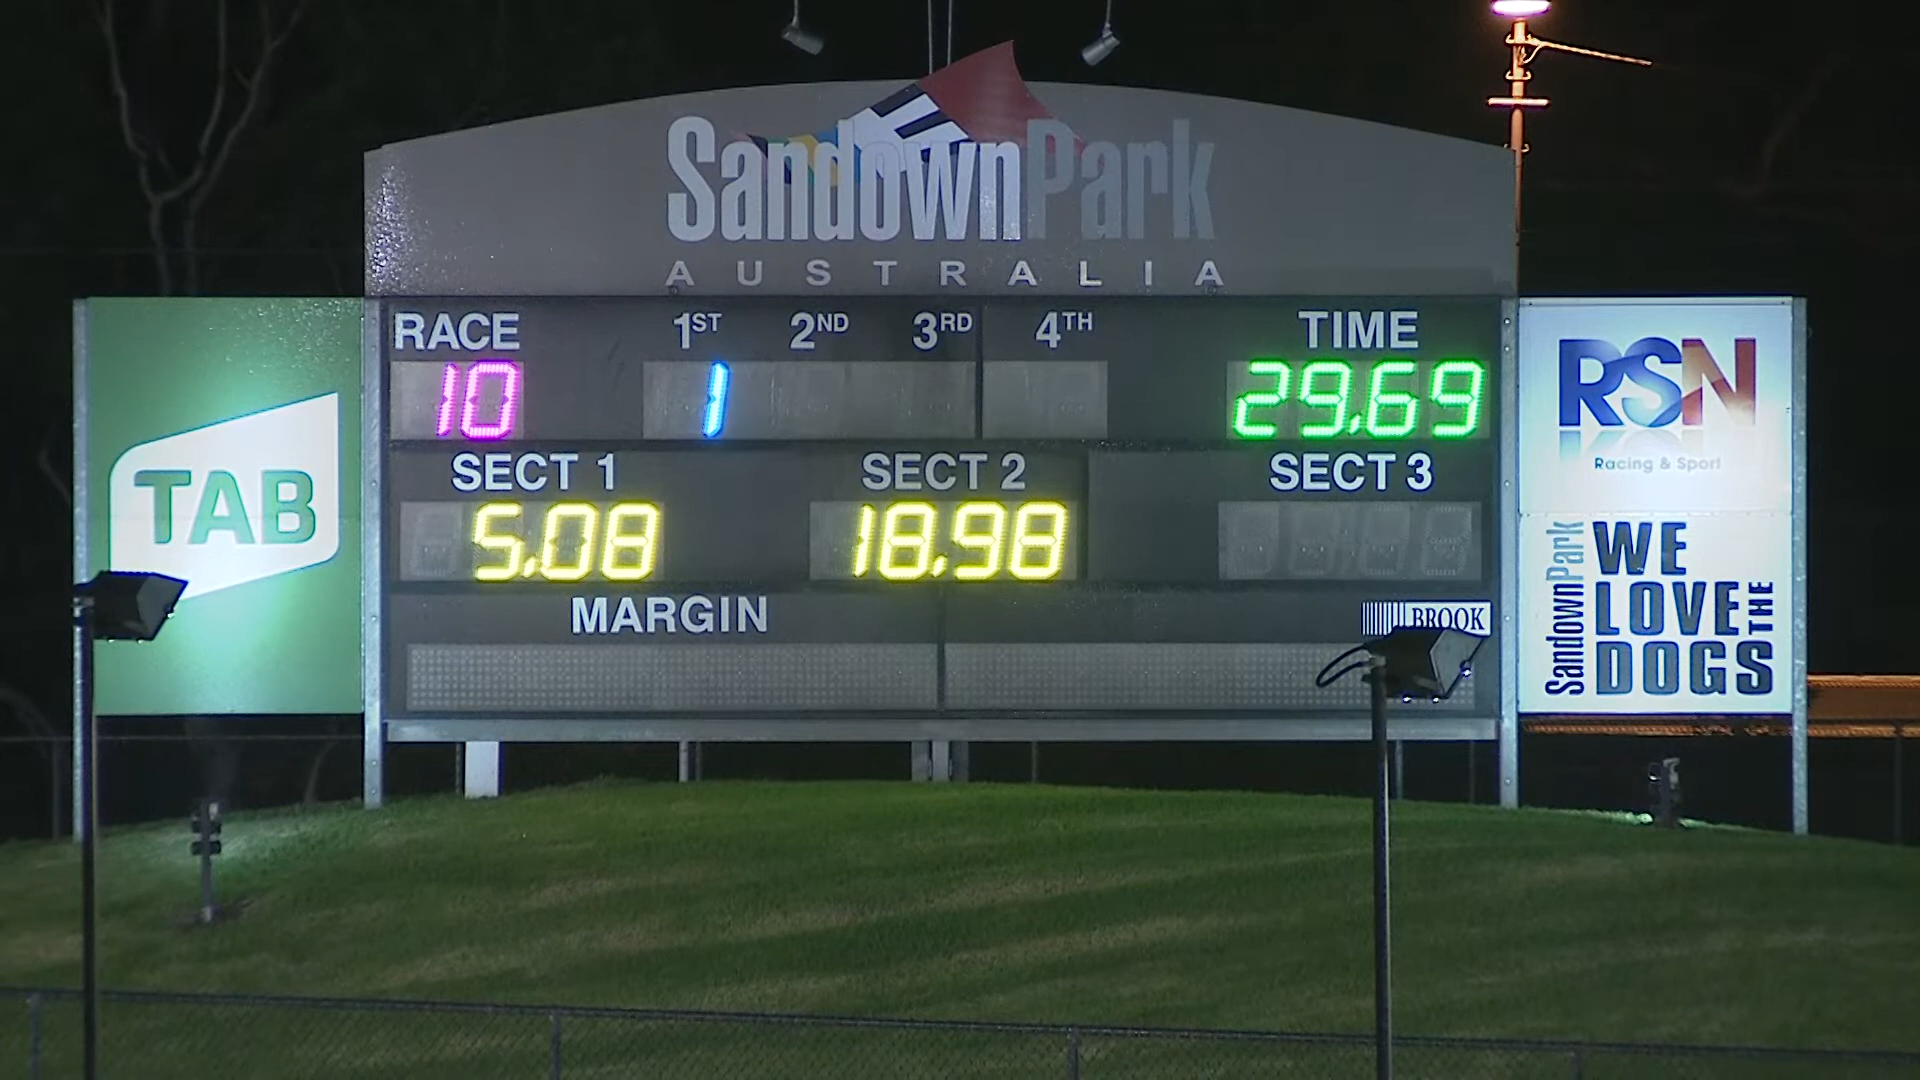 SandownPark
AUSTRALIA
RACE 1ST 2ND 3RD 4TH TIME
10 1 29.69
SECT 1 SECT 2 SECT 3
5.08 18.98
MARGIN
BROOK
TAB
RSN
Racing & Sport
SandownPark
WE
LOVE THE
DOGS